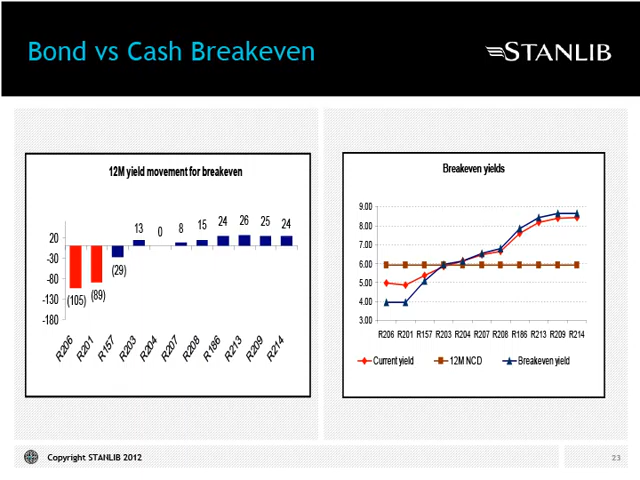 Bond vs Cash Breakeven
STANLIB
12M yield movement for breakeven
20
-30
-80
-130
-180
(105)
(89)
(29)
13
0
8
15
24
26
25
24
R206
R201
R157
R203
R204
R207
R208
R186
R213
R209
R214
Breakeven yields
9.00
8.00
7.00
6.00
5.00
4.00
3.00
R206 R201 R157 R203 R204 R207 R208 R186 R213 R209 R214
Current yield 12M NCD Breakeven yield
Copyright STANLIB 2012
23